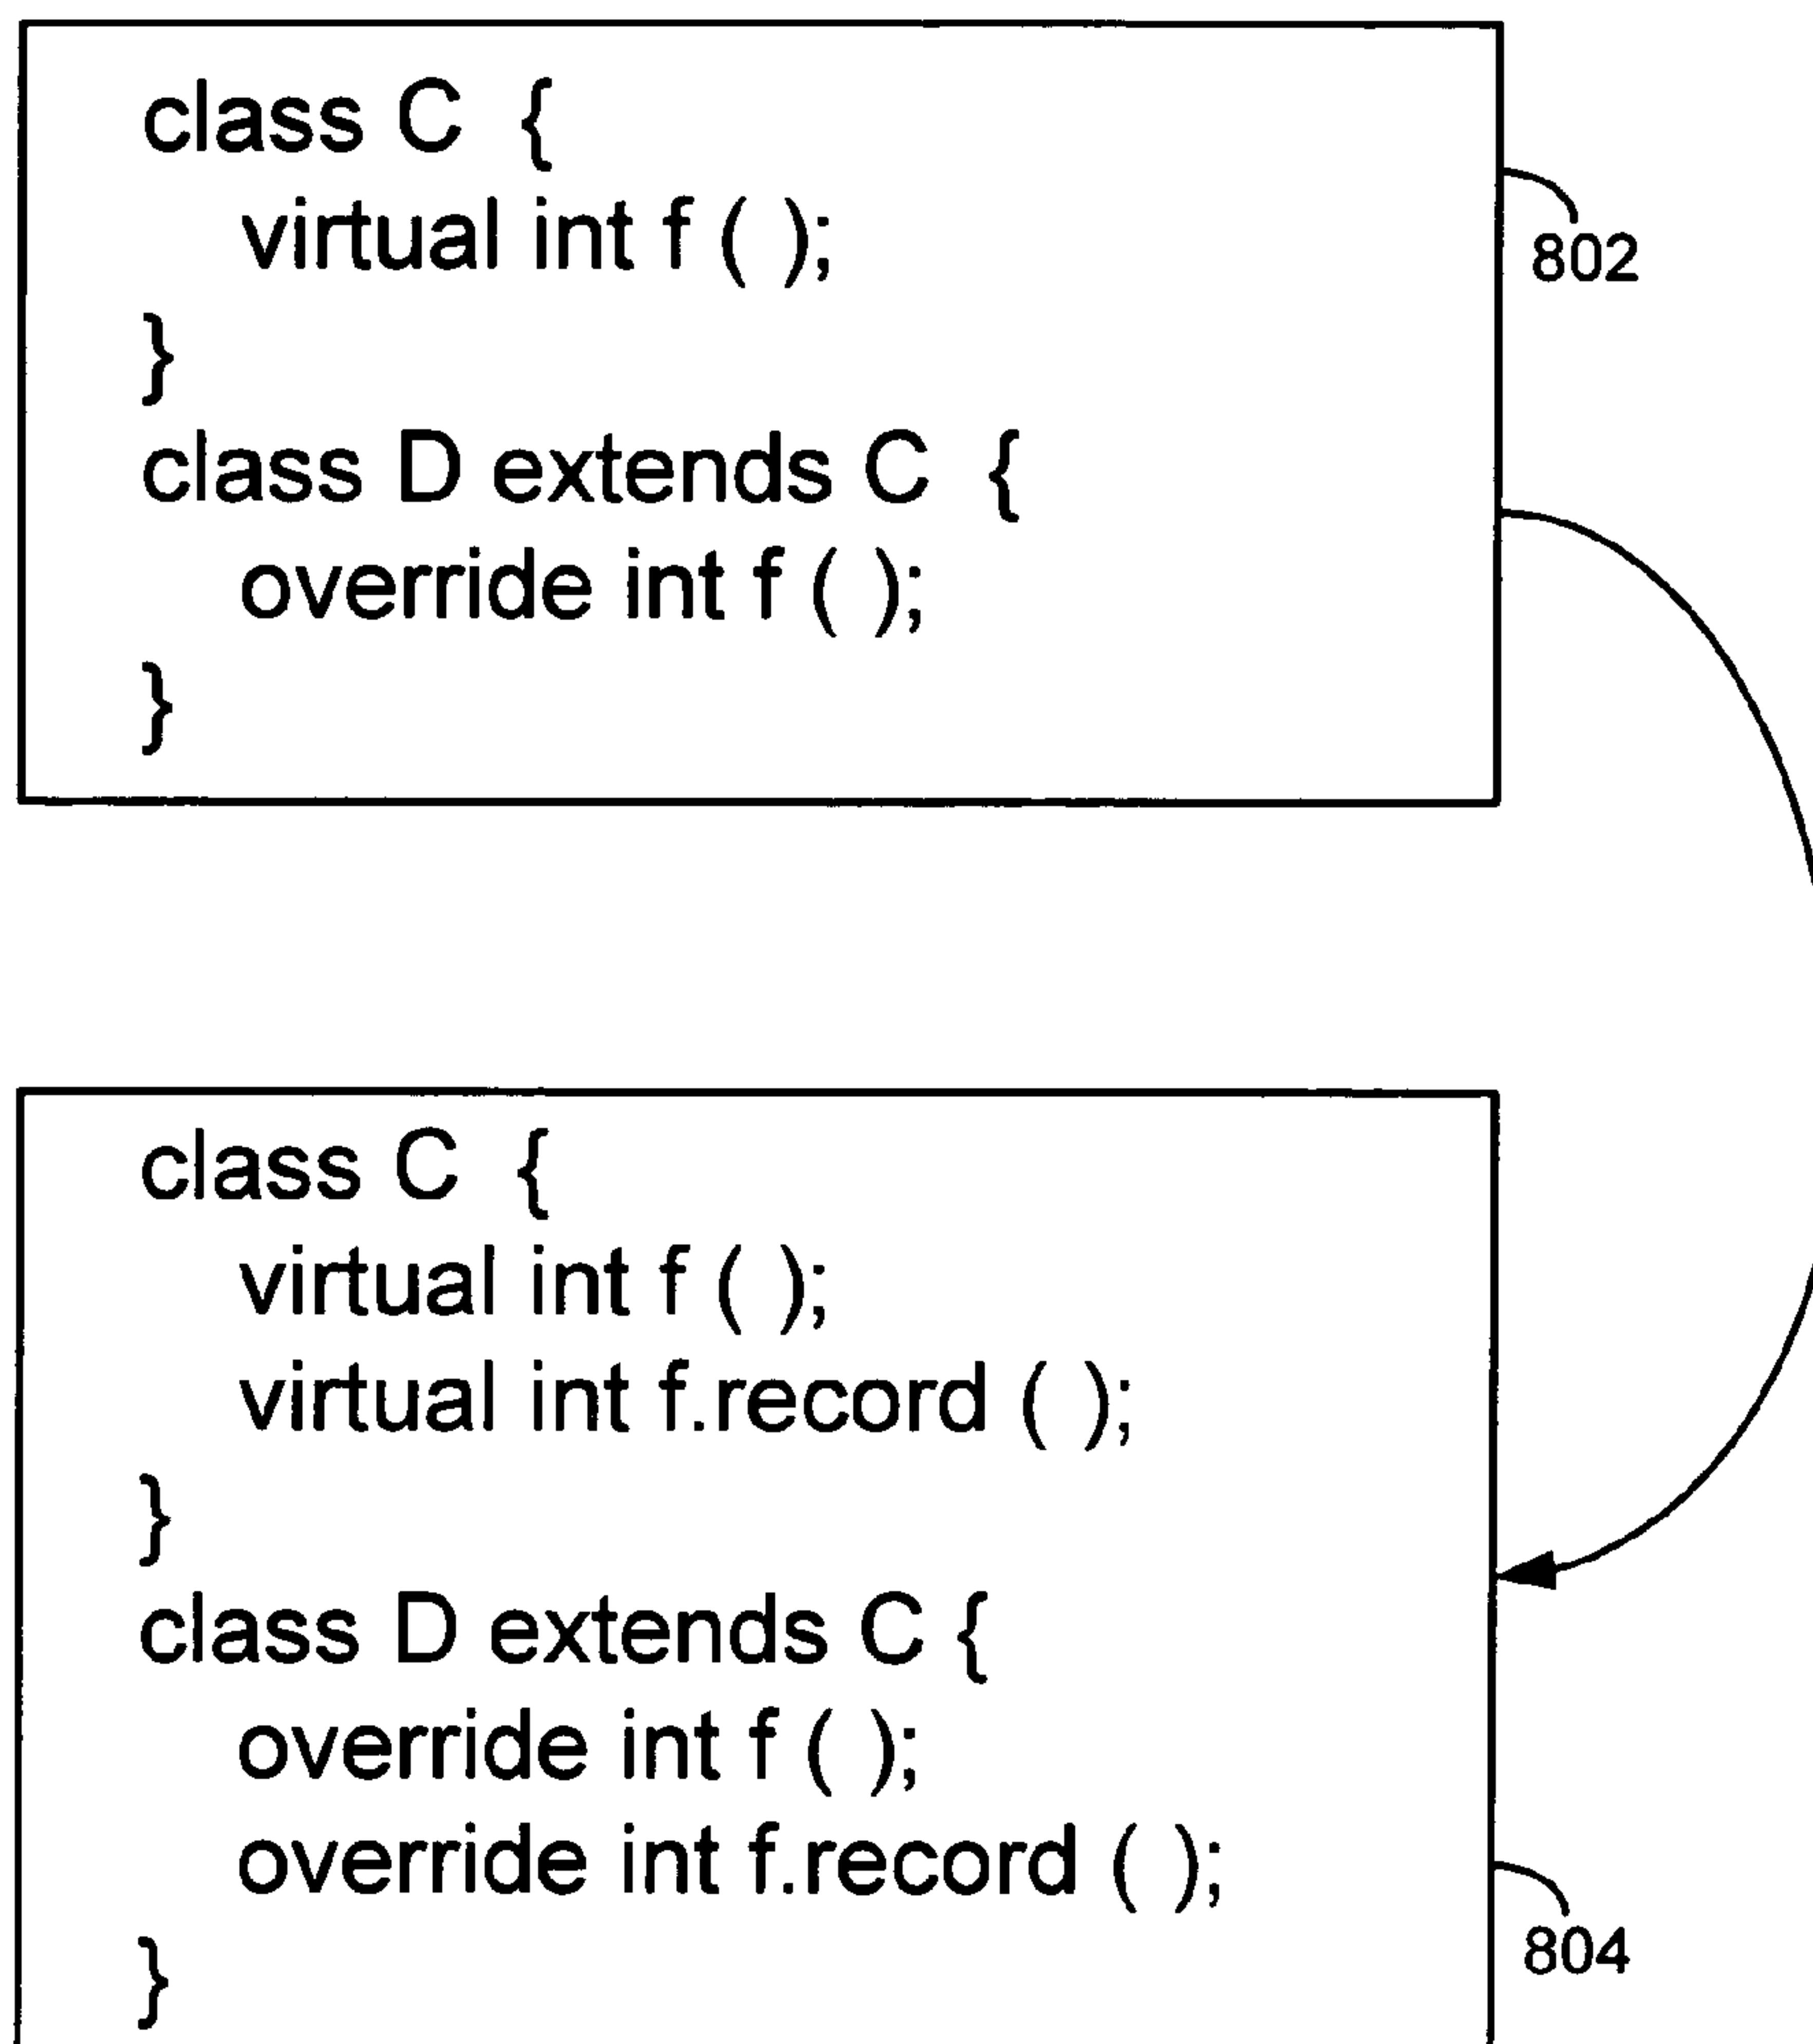 class C {
virtual int f ( );
}
class D extends C {
override int f ( );
}
802
class C {
virtual int f ( );
virtual int f.record ( );
}
class D extends C {
override int f ( );
override int f.record ( );
}
804